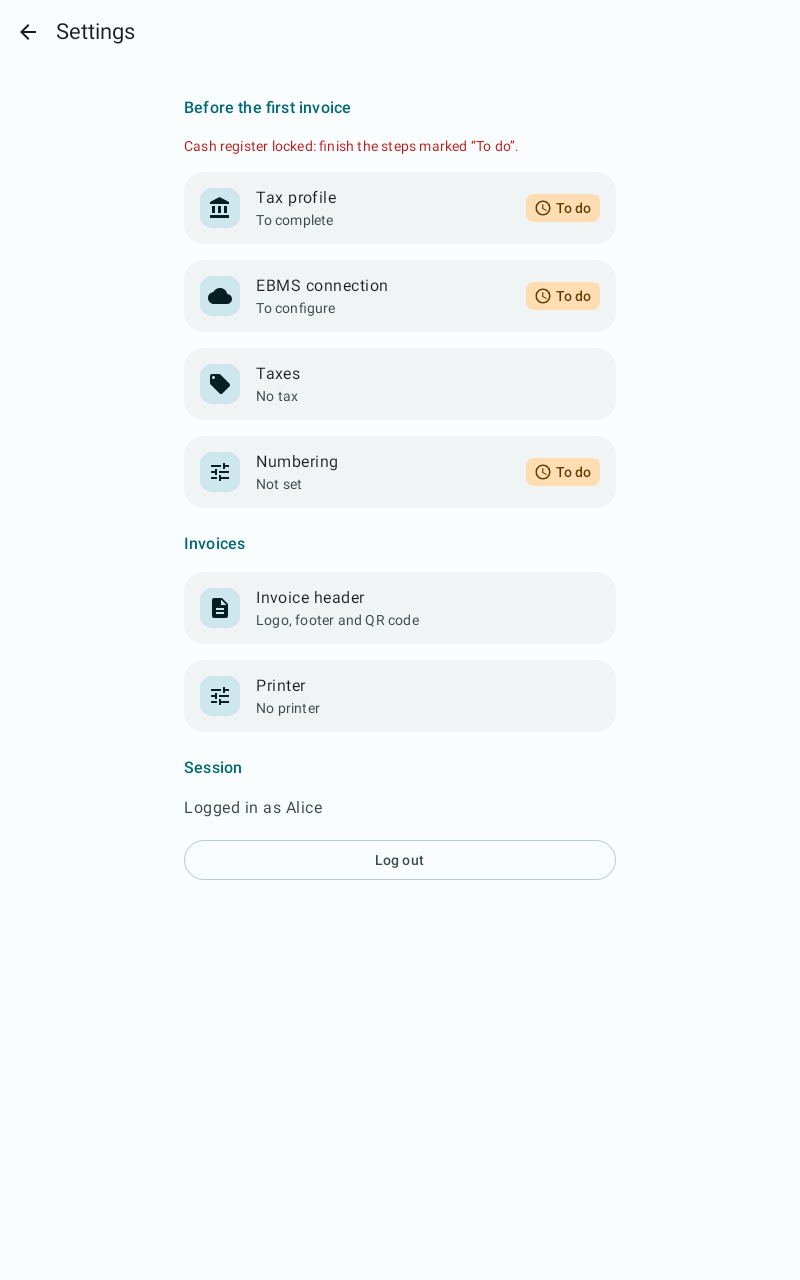 Settings
Before the first invoice
Cash register locked: finish the steps marked “To do”.
Tax profile
To complete
To do
EBMS connection
To configure
To do
Taxes
No tax
Numbering
Not set
To do
Invoices
Invoice header
Logo, footer and QR code
Printer
No printer
Session
Logged in as Alice
Log out